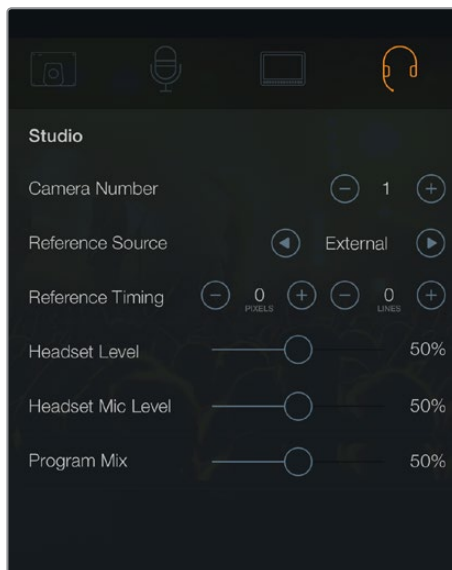 Studio
Camera Number − 1 +
Reference Source External
Reference Timing − 0 PIXELS + − 0 LINES +
Headset Level 50%
Headset Mic Level 50%
Program Mix 50%